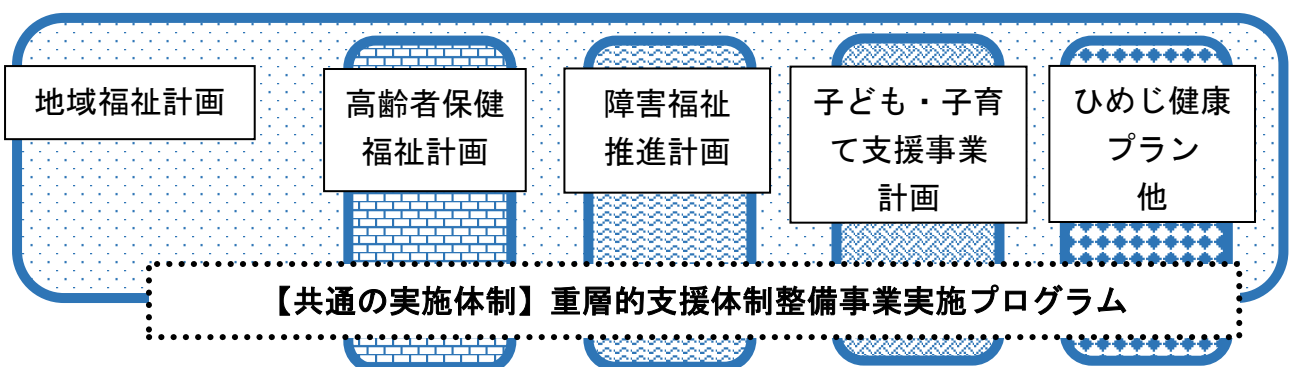 地域福祉計画
高齢者保健
福祉計画
障害福祉
推進計画
子ども・子育
て支援事業
計画
ひめじ健康
プラン
他
【共通の実施体制】重層的支援体制整備事業実施プログラム